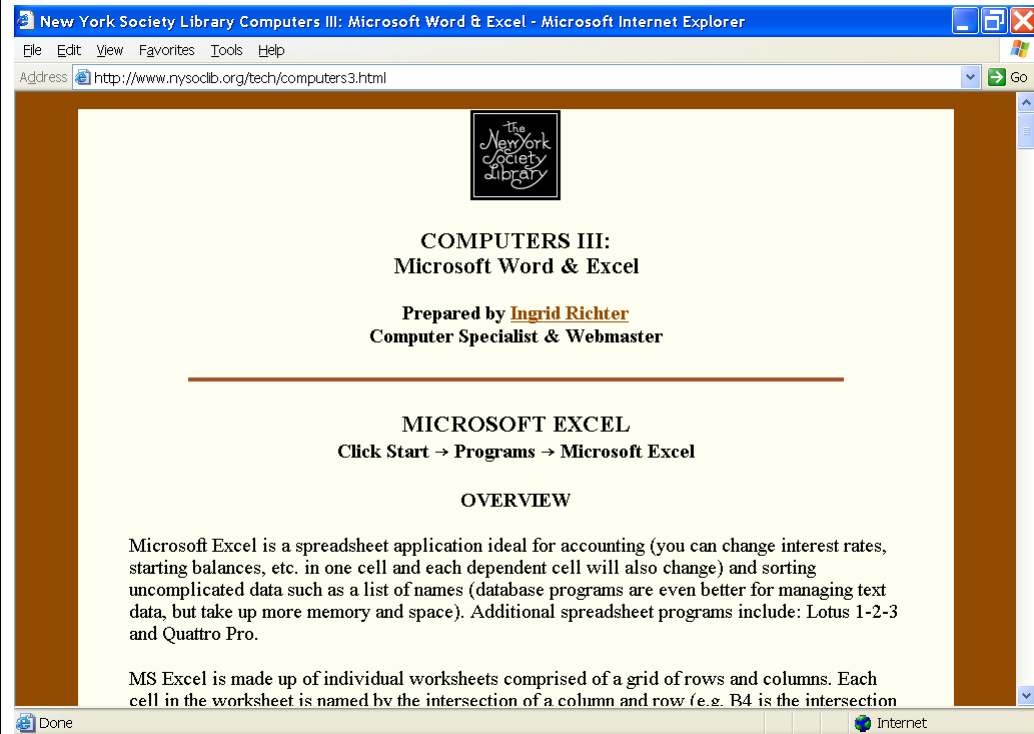 New York Society Library Computers III: Microsoft Word & Excel - Microsoft Internet Explorer
File Edit View Favorites Tools Help
Address http://www.nysoclib.org/tech/computers3.html Go
The
New York
Society
Library
COMPUTERS III:
Microsoft Word & Excel
Prepared by Ingrid Richter
Computer Specialist & Webmaster
MICROSOFT EXCEL
Click Start → Programs → Microsoft Excel
OVERVIEW
Microsoft Excel is a spreadsheet application ideal for accounting (you can change interest rates,
starting balances, etc. in one cell and each dependent cell will also change) and sorting
uncomplicated data such as a list of names (database programs are even better for managing text
data, but take up more memory and space). Additional spreadsheet programs include: Lotus 1-2-3
and Quattro Pro.
MS Excel is made up of individual worksheets comprised of a grid of rows and columns. Each
cell in the worksheet is named by the intersection of a column and row (e.g. B4 is the intersection
Done Internet